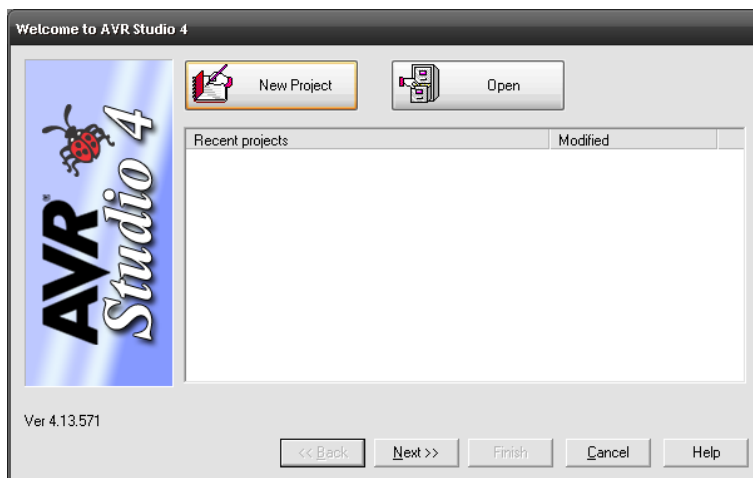 Welcome to AVR Studio 4
New Project
Open
Recent projects
Modified
AVR®
Studio 4
Ver 4.13.571
<< Back
Next >>
Finish
Cancel
Help